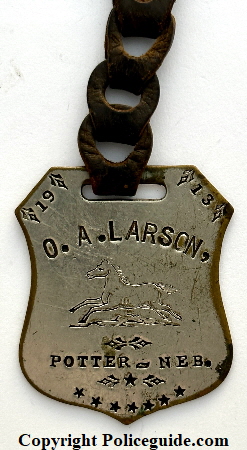 19 13
O. A. LARSON,
POTTER - NEB.
Copyright Policeguide.com